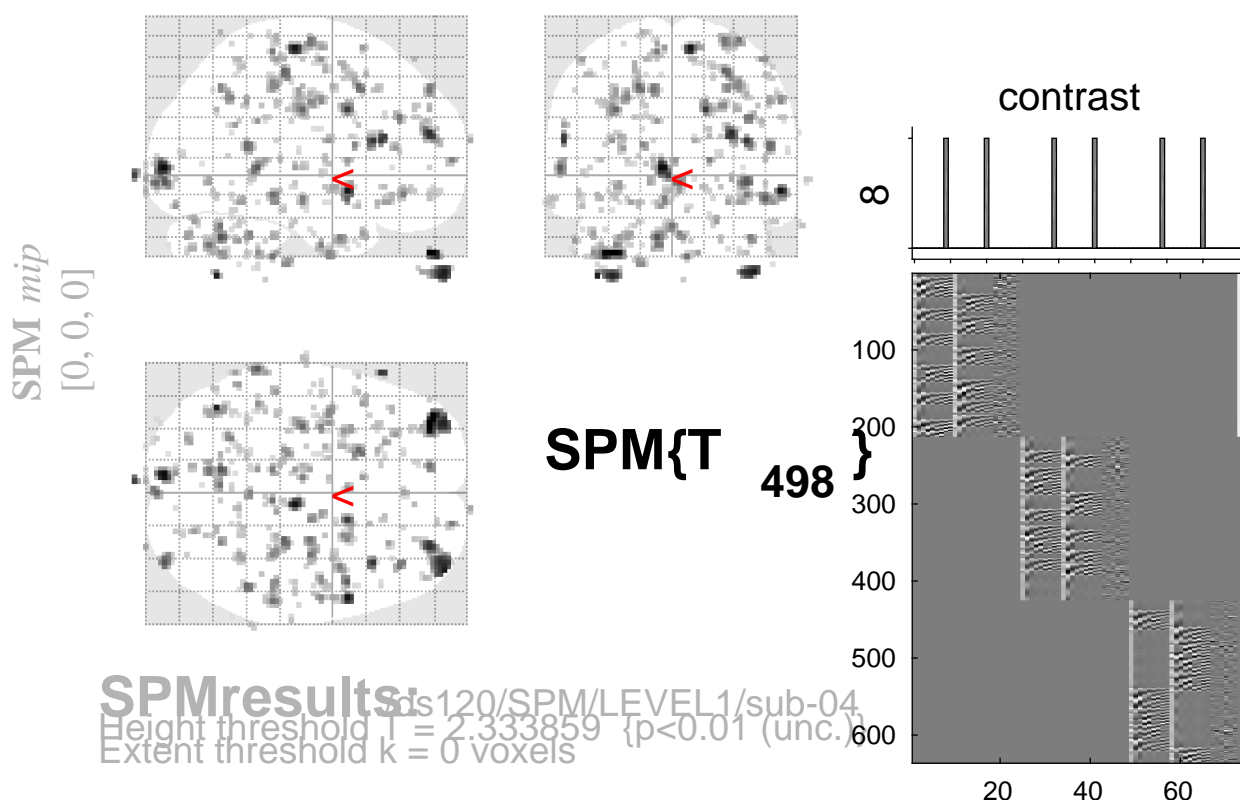 SPM mip
[0, 0, 0]
<
<
<
SPM{T498}
contrast
8
100
200
300
400
500
600
20
40
60
SPMresults: /ds120/SPM/LEVEL1/sub-04
Height threshold T = 2.333859 {p<0.01 (unc.)}
Extent threshold k = 0 voxels